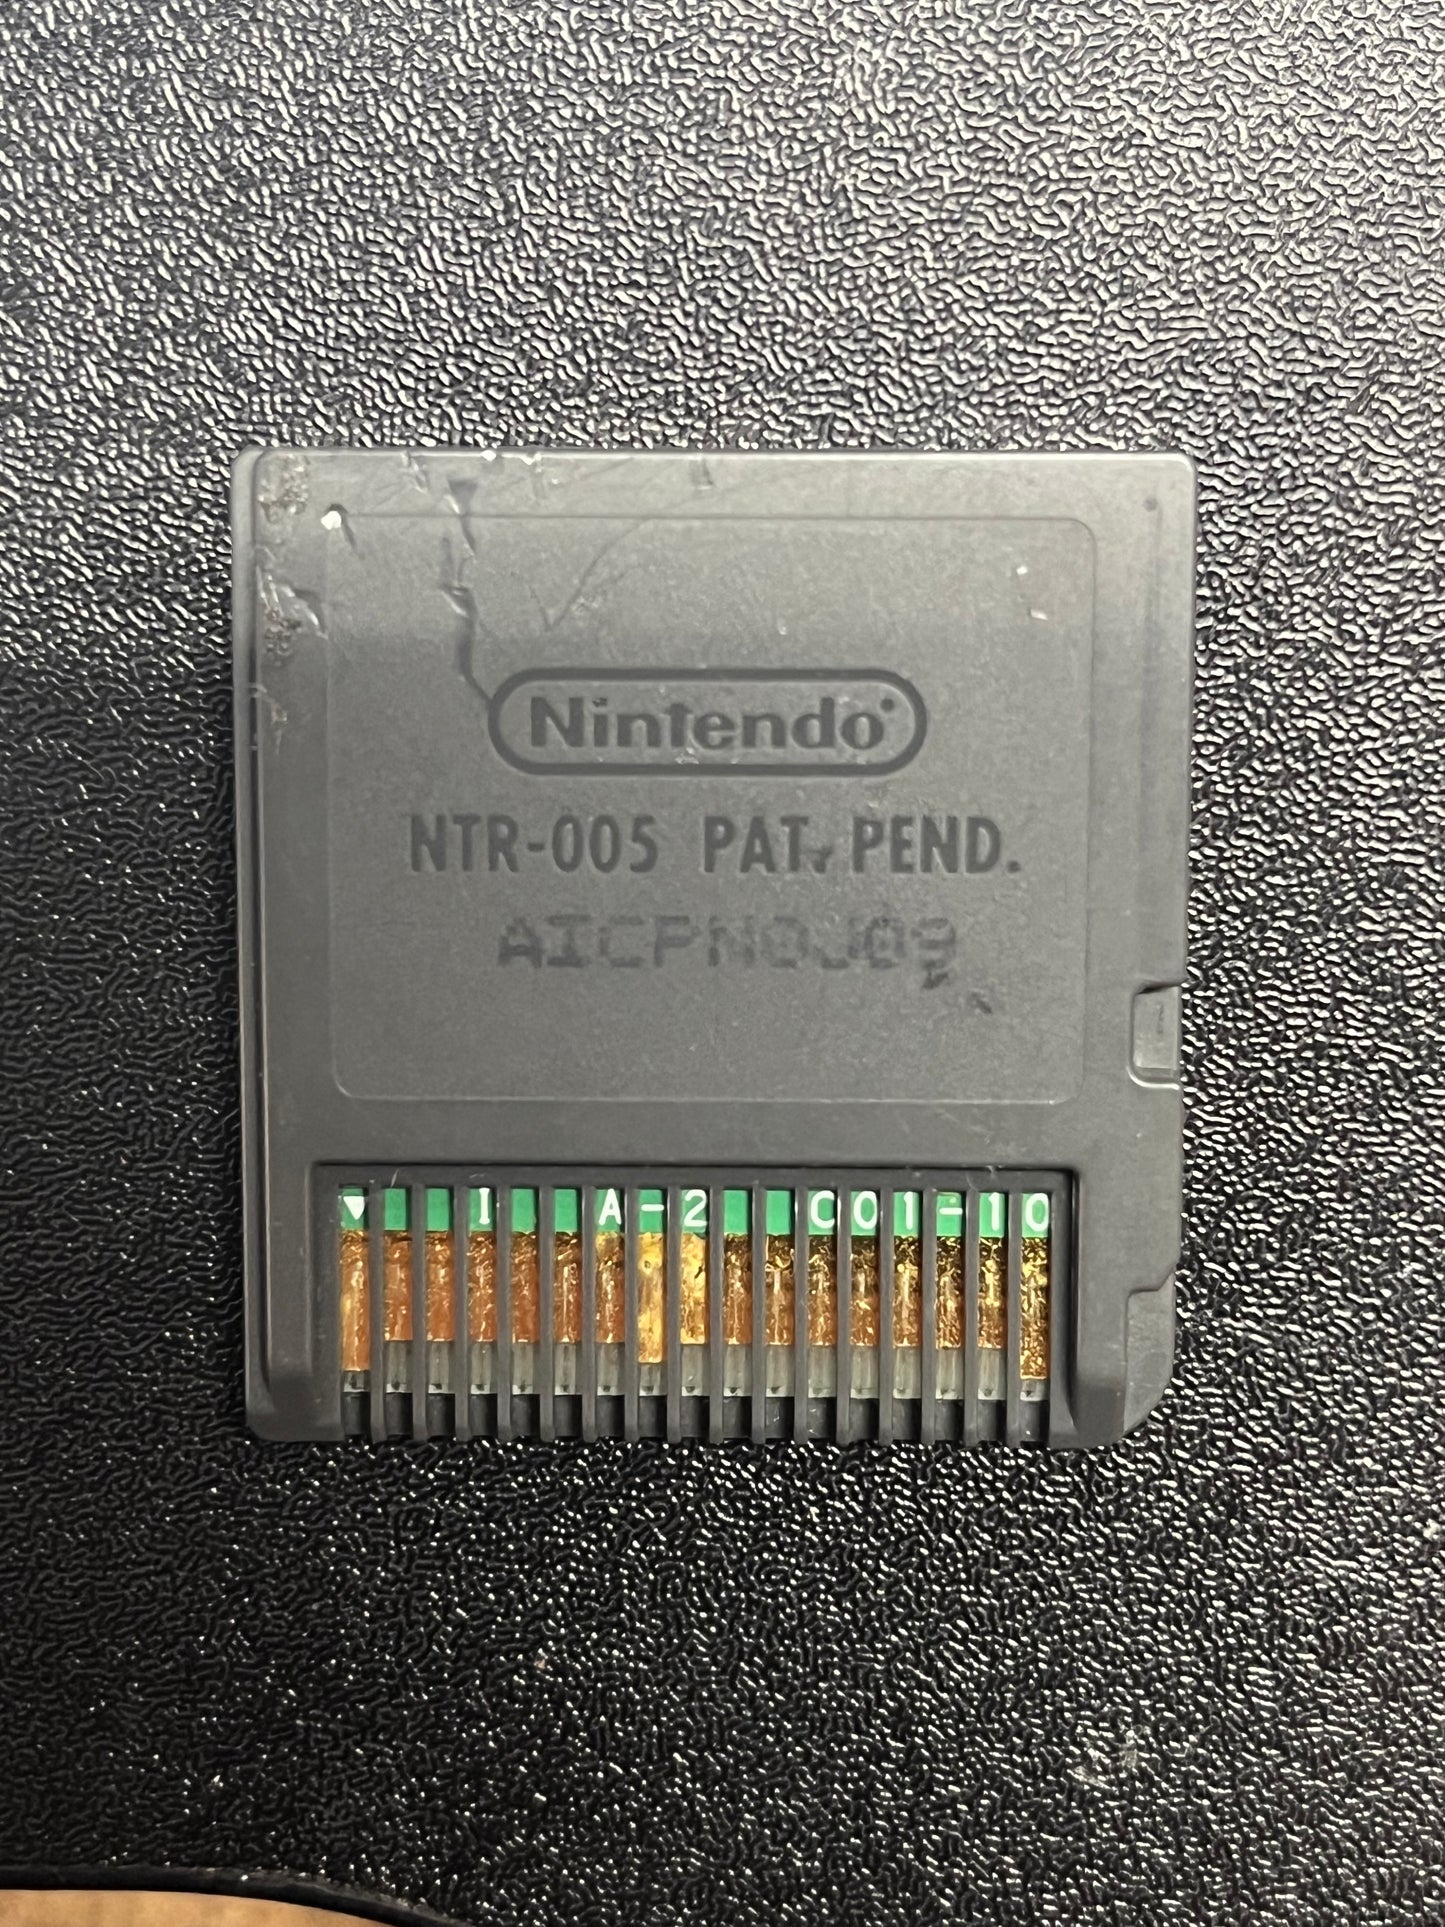 Nintendo
NTR-005 PAT. PEND.
AICPN0J09
▼ I A-2 C01-10